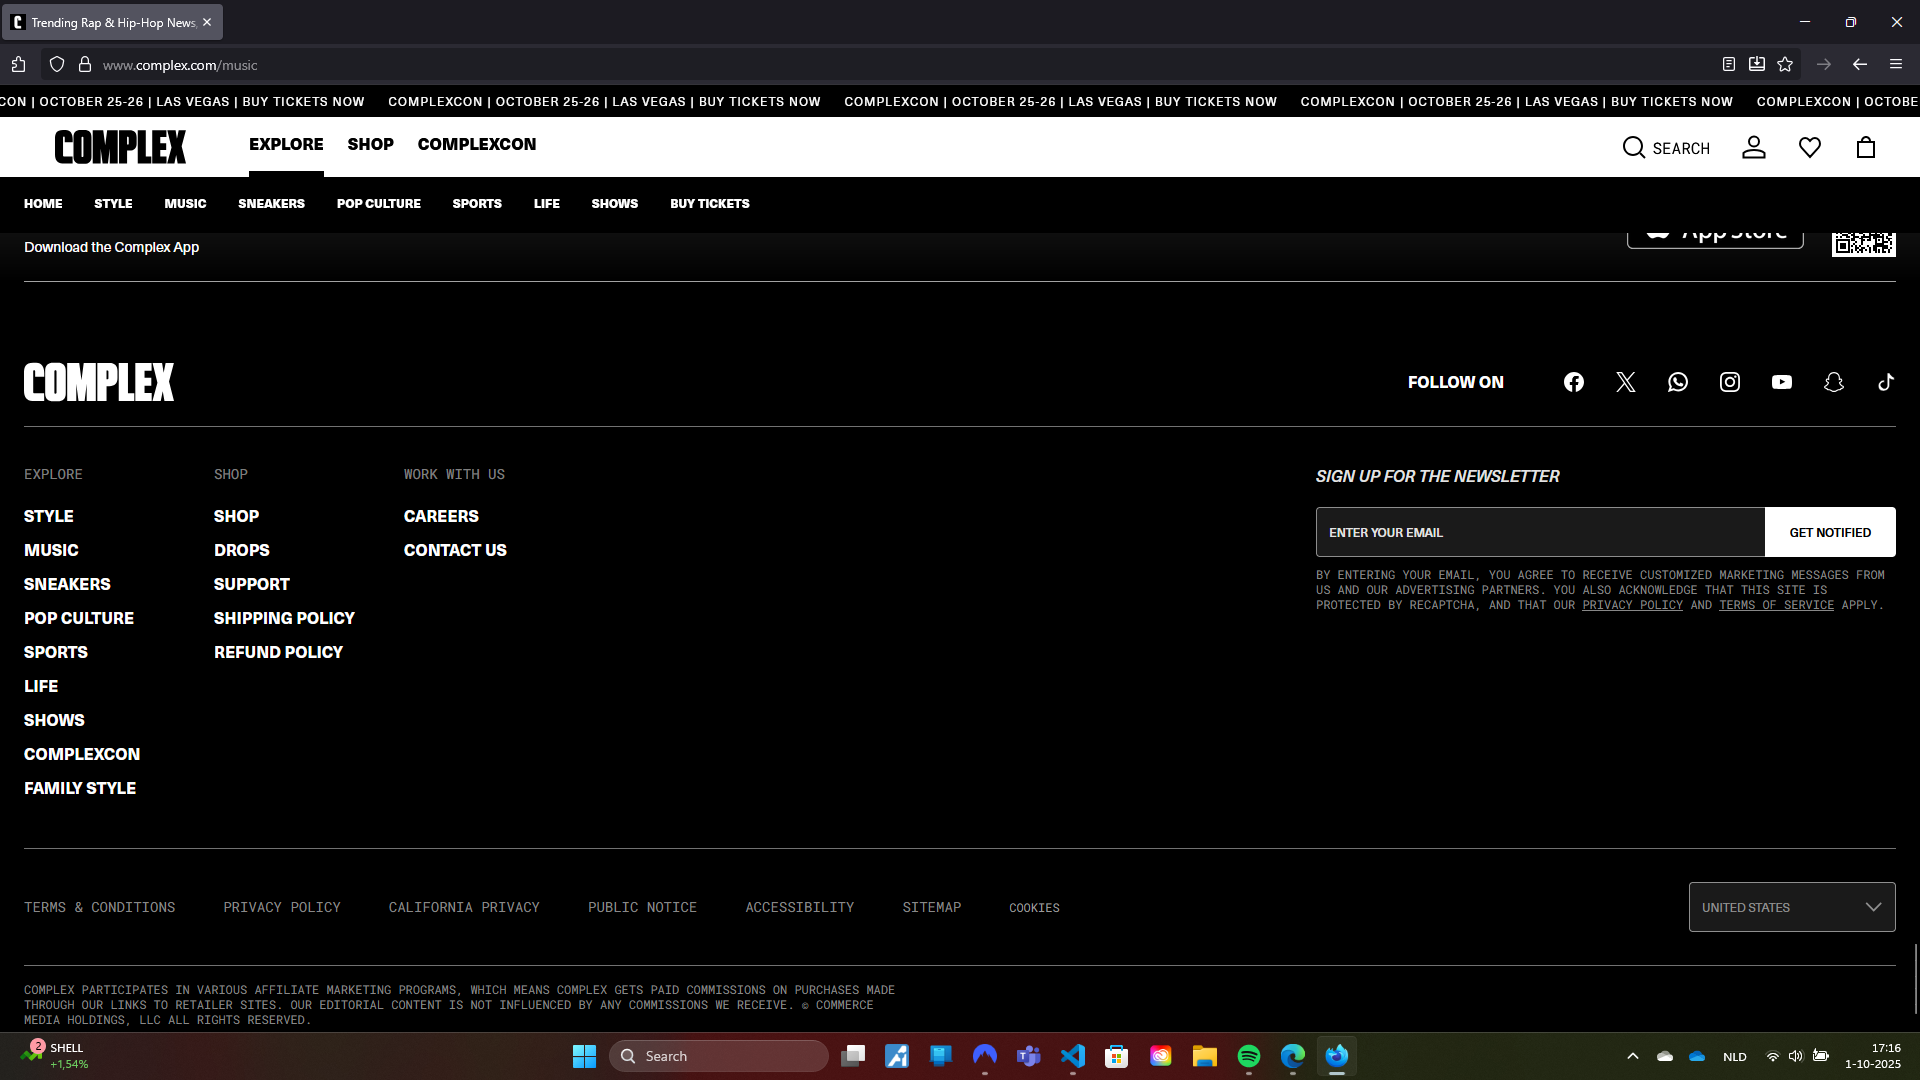 Trending Rap & Hip-Hop News,
www.complex.com/music
CON | OCTOBER 25-26 | LAS VEGAS | BUY TICKETS NOW COMPLEXCON | OCTOBER 25-26 | LAS VEGAS | BUY TICKETS NOW COMPLEXCON | OCTOBER 25-26 | LAS VEGAS | BUY TICKETS NOW COMPLEXCON | OCTOBER 25-26 | LAS VEGAS | BUY TICKETS NOW COMPLEXCON | OCTOBE
COMPLEX EXPLORE SHOP COMPLEXCON SEARCH
HOME STYLE MUSIC SNEAKERS POP CULTURE SPORTS LIFE SHOWS BUY TICKETS
App Store
Download the Complex App
COMPLEX FOLLOW ON
EXPLORE
STYLE
MUSIC
SNEAKERS
POP CULTURE
SPORTS
LIFE
SHOWS
COMPLEXCON
FAMILY STYLE
SHOP
SHOP
DROPS
SUPPORT
SHIPPING POLICY
REFUND POLICY
WORK WITH US
CAREERS
CONTACT US
SIGN UP FOR THE NEWSLETTER
ENTER YOUR EMAIL GET NOTIFIED
BY ENTERING YOUR EMAIL, YOU AGREE TO RECEIVE CUSTOMIZED MARKETING MESSAGES FROM
US AND OUR ADVERTISING PARTNERS. YOU ALSO ACKNOWLEDGE THAT THIS SITE IS
PROTECTED BY RECAPTCHA, AND THAT OUR PRIVACY POLICY AND TERMS OF SERVICE APPLY.
TERMS & CONDITIONS PRIVACY POLICY CALIFORNIA PRIVACY PUBLIC NOTICE ACCESSIBILITY SITEMAP COOKIES UNITED STATES
COMPLEX PARTICIPATES IN VARIOUS AFFILIATE MARKETING PROGRAMS, WHICH MEANS COMPLEX GETS PAID COMMISSIONS ON PURCHASES MADE
THROUGH OUR LINKS TO RETAILER SITES. OUR EDITORIAL CONTENT IS NOT INFLUENCED BY ANY COMMISSIONS WE RECEIVE. © COMMERCE
MEDIA HOLDINGS, LLC ALL RIGHTS RESERVED.
2
SHELL
+1,54%
Search
NLD
17:16
1-10-2025